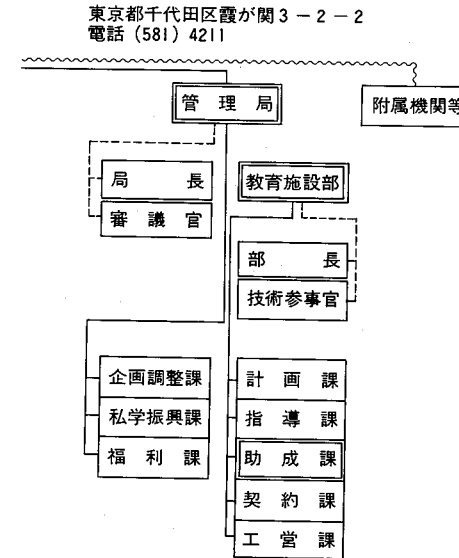 東京都千代田区霞が関3－2－2
電話（581）4211
管理局
附属機関等
局長
審議官
教育施設部
部長
技術参事官
企画調整課
私学振興課
福利課
計画課
指導課
助成課
契約課
工営課